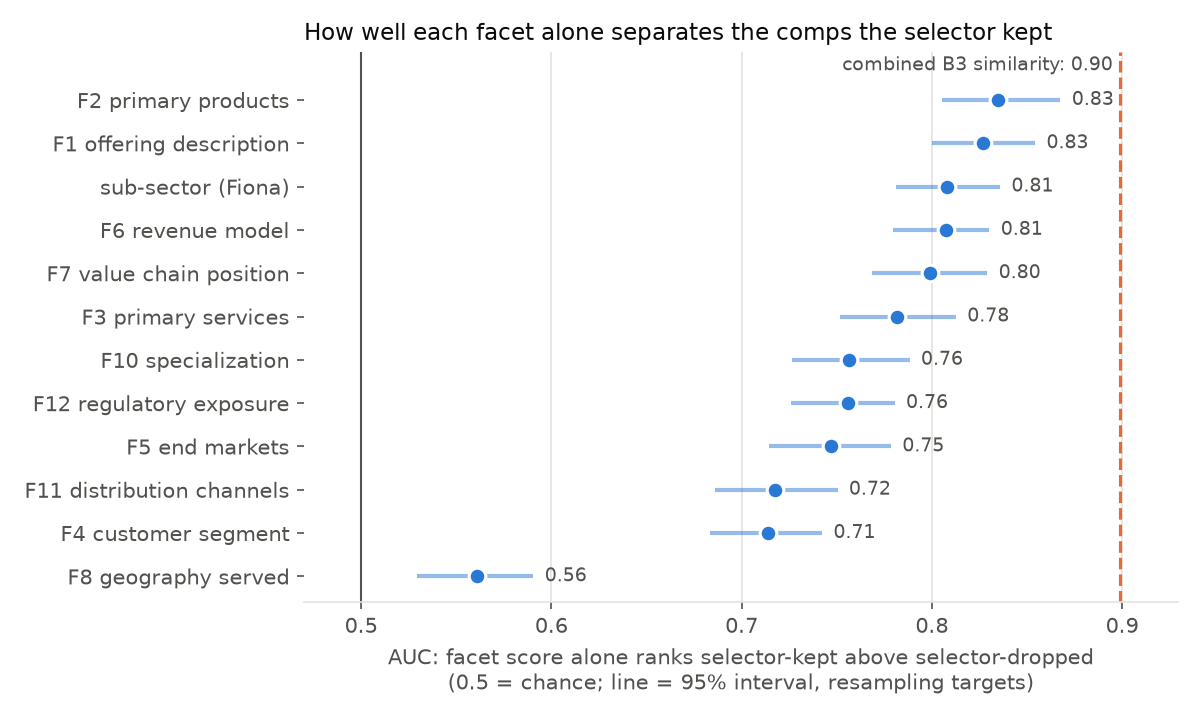 How well each facet alone separates the comps the selector kept
combined B3 similarity: 0.90
F2 primary products 0.83
F1 offering description 0.83
sub-sector (Fiona) 0.81
F6 revenue model 0.81
F7 value chain position 0.80
F3 primary services 0.78
F10 specialization 0.76
F12 regulatory exposure 0.76
F5 end markets 0.75
F11 distribution channels 0.72
F4 customer segment 0.71
F8 geography served 0.56
0.5 0.6 0.7 0.8 0.9
AUC: facet score alone ranks selector-kept above selector-dropped
(0.5 = chance; line = 95% interval, resampling targets)